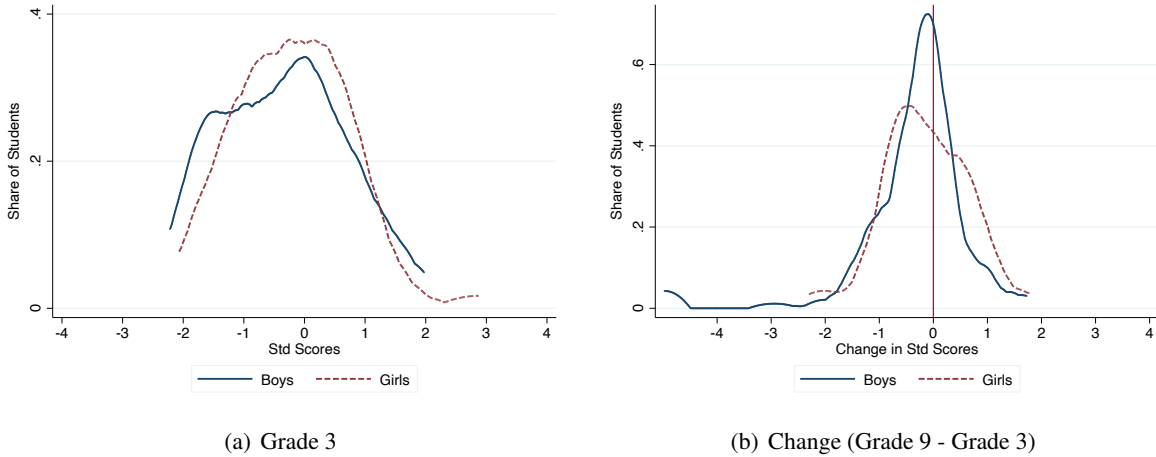 .4
.2
0
Share of Students
-4 -3 -2 -1 0 1 2 3 4
Std Scores
Boys Girls
(a) Grade 3
.6
.4
.2
0
Share of Students
-4 -3 -2 -1 0 1 2 3 4
Change in Std Scores
Boys Girls
(b) Change (Grade 9 - Grade 3)